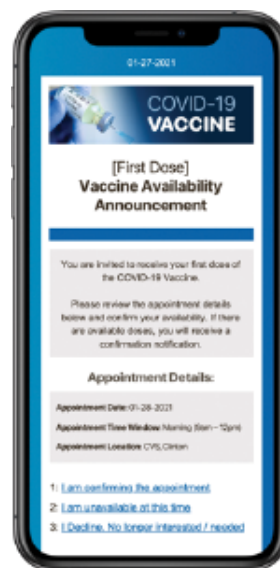 01-27-2021
COVID-19
VACCINE
[First Dose]
Vaccine Availability
Announcement
You are invited to receive your first dose of
the COVID-19 Vaccine.
Please review the appointment details
below and confirm your availability. If there
are available doses, you will receive a
confirmation notification.
Appointment Details:
Appointment Date: 01-28-2021
Appointment Time Window: Morning (9am – 12pm)
Appointment Location: CVS, Clinton
1: I am confirming the appointment
2: I am unavailable at this time
3: I Decline. No longer interested / needed